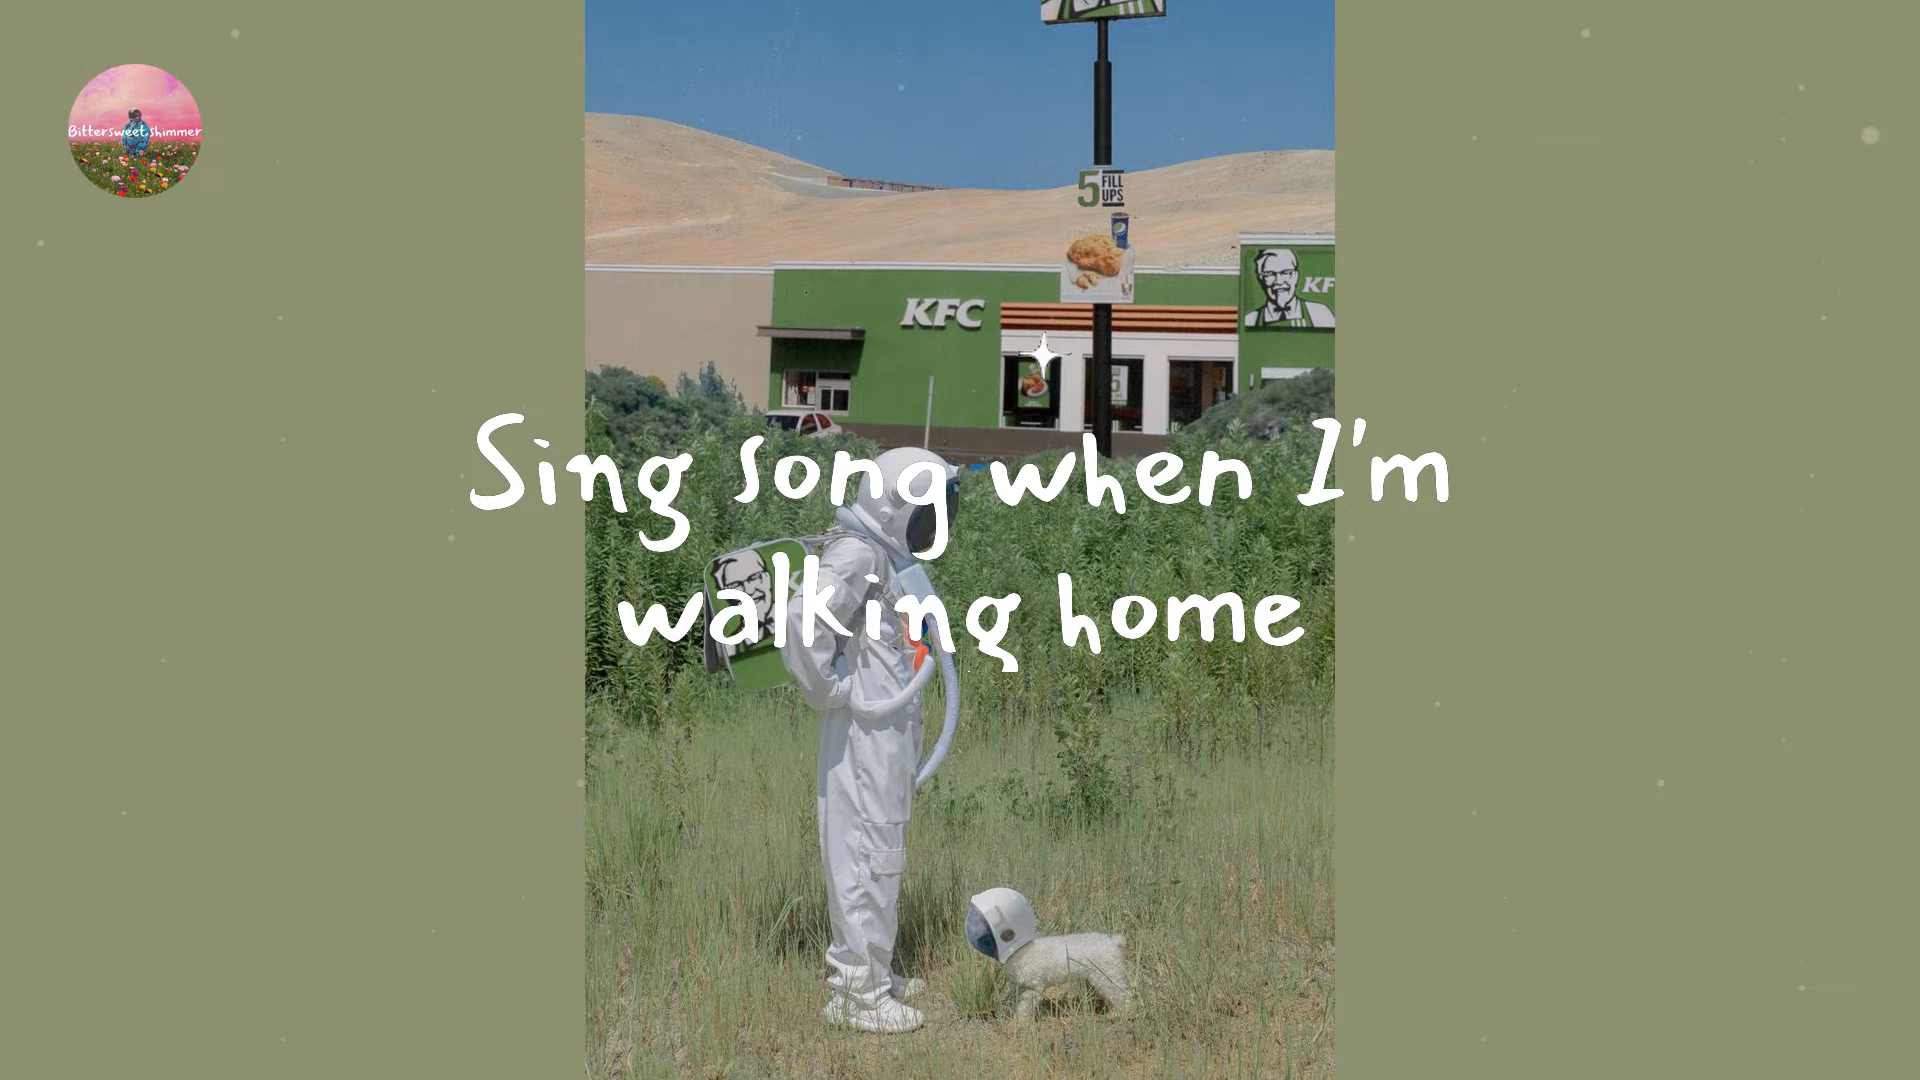 Bittersweet shimmer
5 FILL
UPS
KFC
KF
Sing song when I'm
walking home